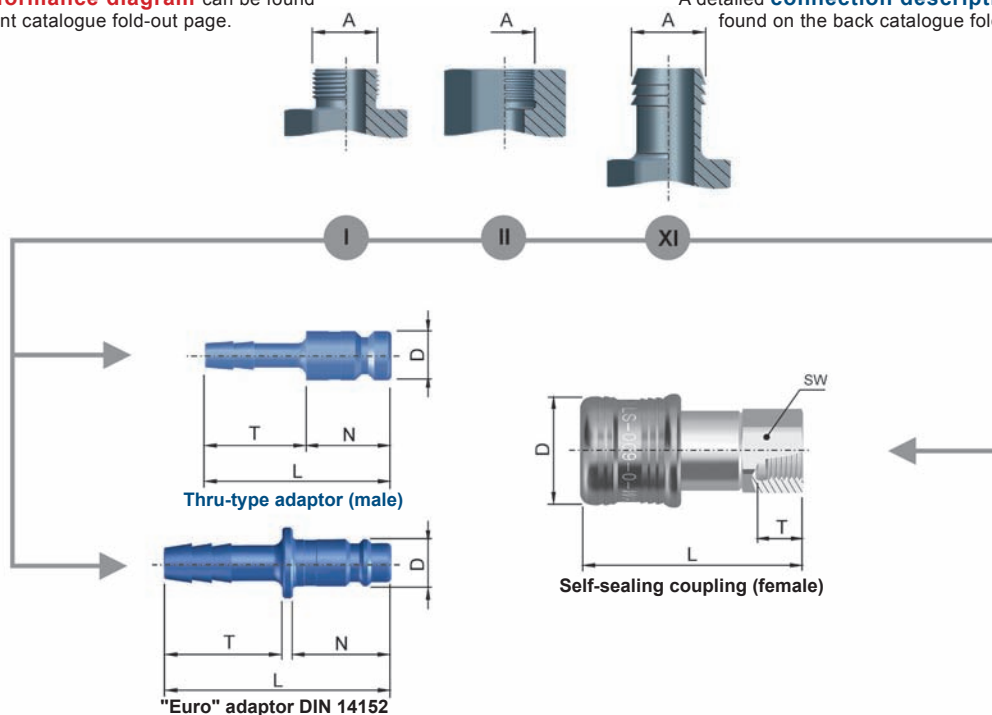 formance diagram can be found
nt catalogue fold-out page.
A detailed connection descripti
found on the back catalogue fol
A
A
A
I
II
XI
D
T
N
L
Thru-type adaptor (male)
D
T
N
L
"Euro" adaptor DIN 14152
SW
D
T
L
Self-sealing coupling (female)